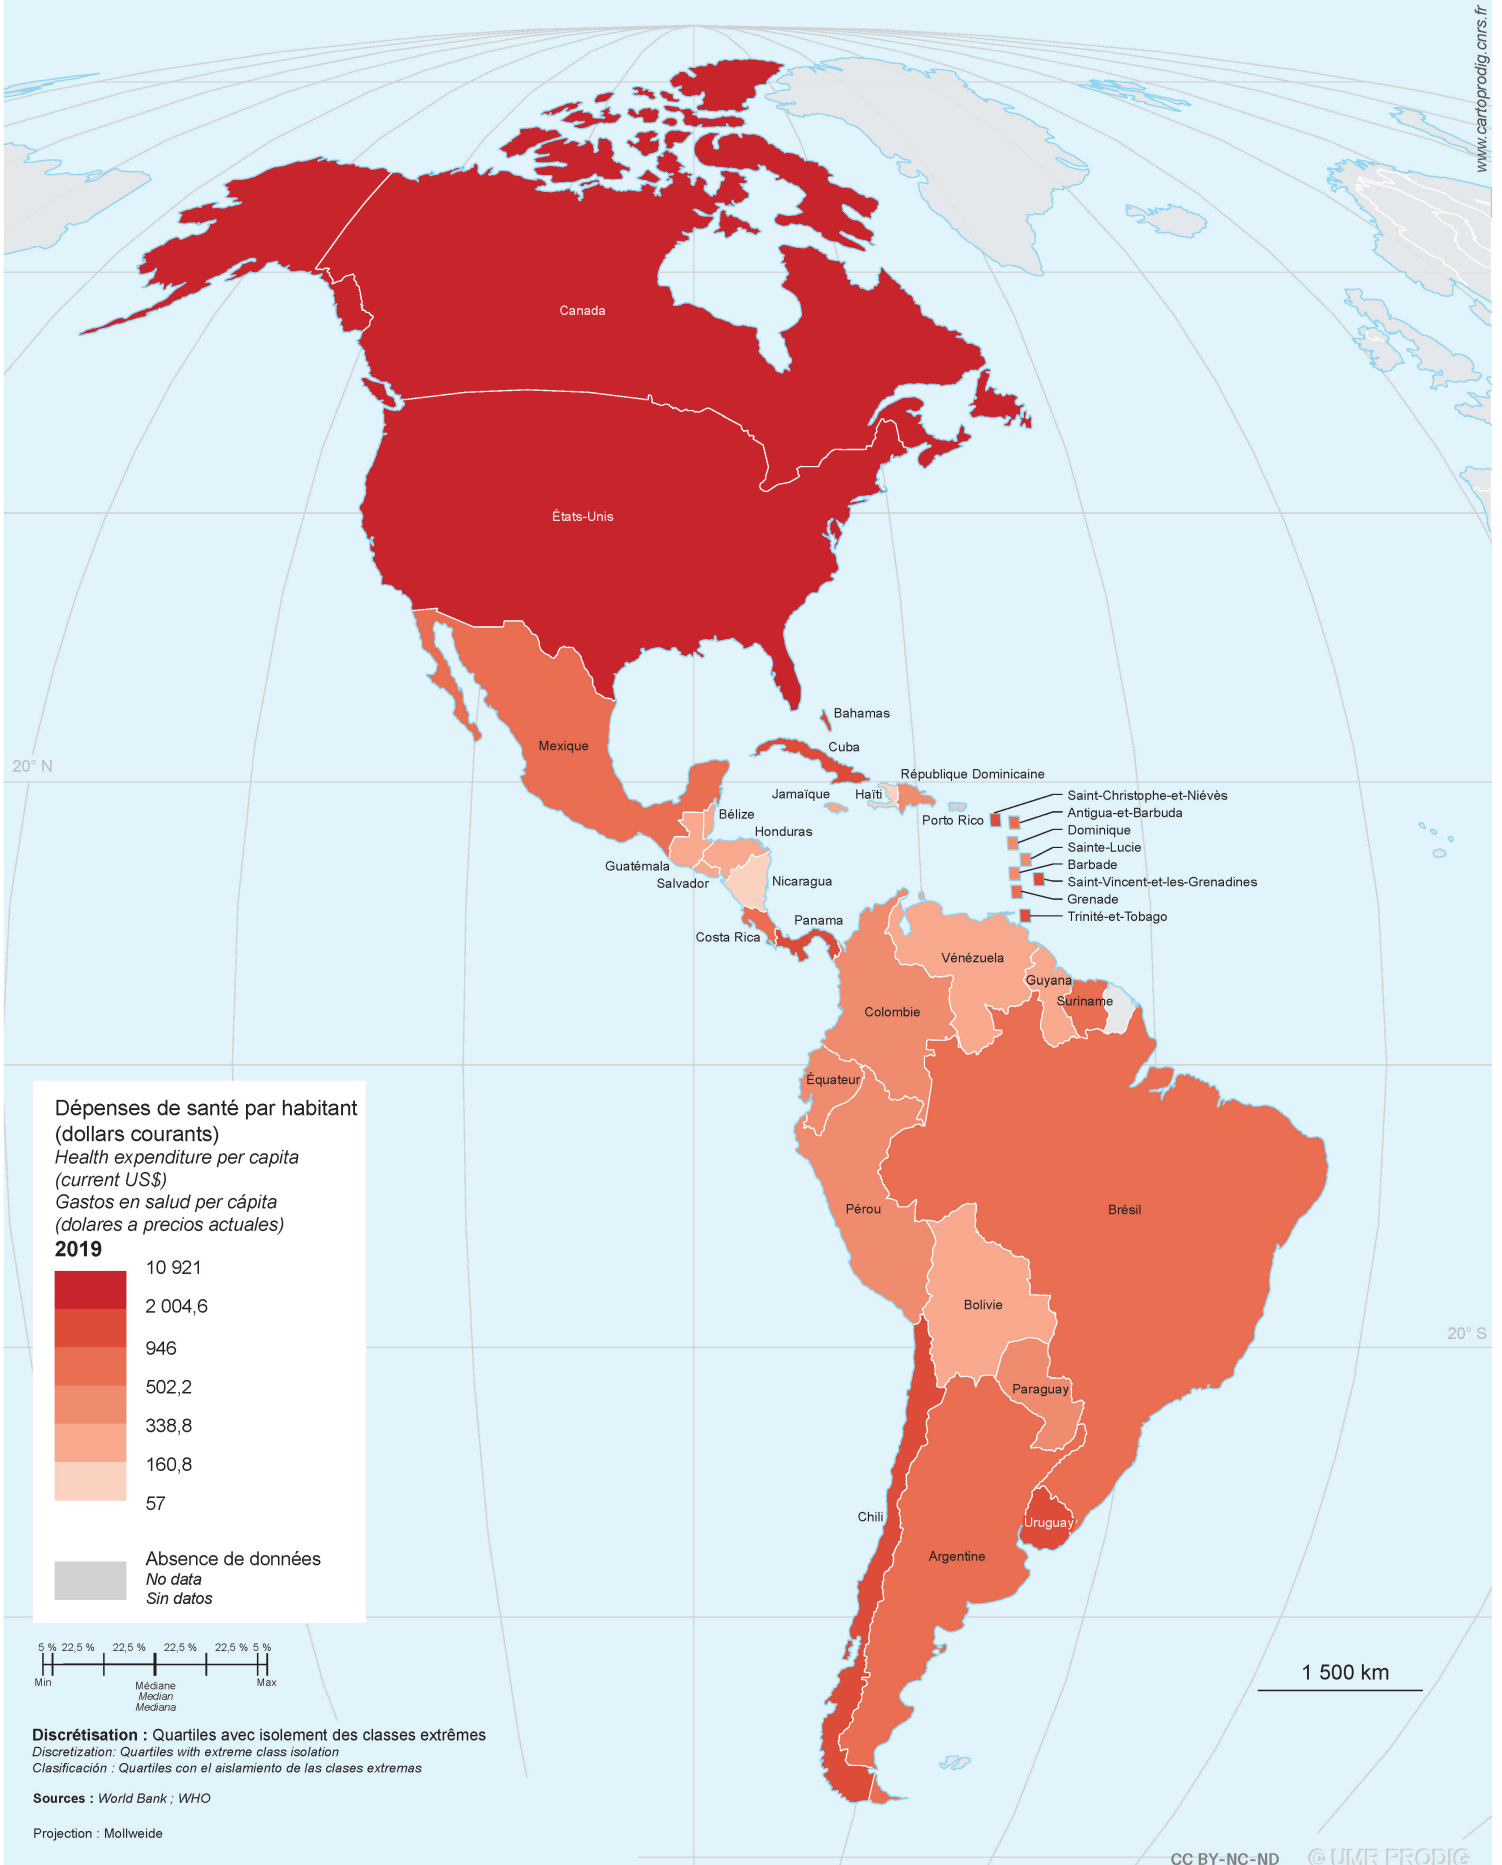 www.cartoprodig.cnrs.fr
Canada
États-Unis
Bahamas
Mexique
Cuba
20° N
République Dominicaine
Jamaïque
Haïti
Saint-Christophe-et-Niévès
Bélize
Porto Rico
Antigua-et-Barbuda
Honduras
Dominique
Sainte-Lucie
Guatémala
Barbade
Salvador
Nicaragua
Saint-Vincent-et-les-Grenadines
Grenade
Panama
Trinité-et-Tobago
Costa Rica
Vénézuela
Guyana
Suriname
Colombie
Équateur
Pérou
Brésil
Bolivie
20° S
Paraguay
Chili
Uruguay
Argentine
Dépenses de santé par habitant
(dollars courants)
Health expenditure per capita
(current US$)
Gastos en salud per cápita
(dolares a precios actuales)
2019
10 921
2 004,6
946
502,2
338,8
160,8
57
Absence de données
No data
Sin datos
5 % 22,5 % 22,5 % 22,5 % 22,5 % 5 %
Min Max
Médiane
Median
Mediana
1 500 km
Discrétisation : Quartiles avec isolement des classes extrêmes
Discretization: Quartiles with extreme class isolation
Clasificación : Quartiles con el aislamiento de las clases extremas
Sources : World Bank ; WHO
Projection : Mollweide
CC BY-NC-ND © UMR PRODIG